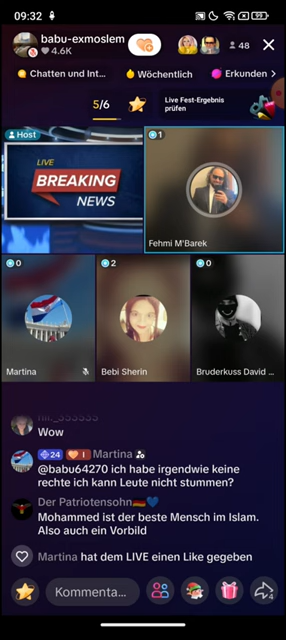 09:32
99
babu-exmoslem
4.6K
48
Chatten und Int...
Wöchentlich
Erkunden
5/6
Live Fest-Ergebnis
prüfen
Host
LIVE
BREAKING
NEWS
1
Fehmi M'Barek
0
Martina
2
Bebi Sherin
0
Bruderkuss David ...
Wow
24 1 Martina
@babu64270 ich habe irgendwie keine
rechte ich kann Leute nicht stummen?
Der Patriotensohn
Mohammed ist der beste Mensch im Islam.
Also auch ein Vorbild
Martina hat dem LIVE einen Like gegeben
Kommenta...
4